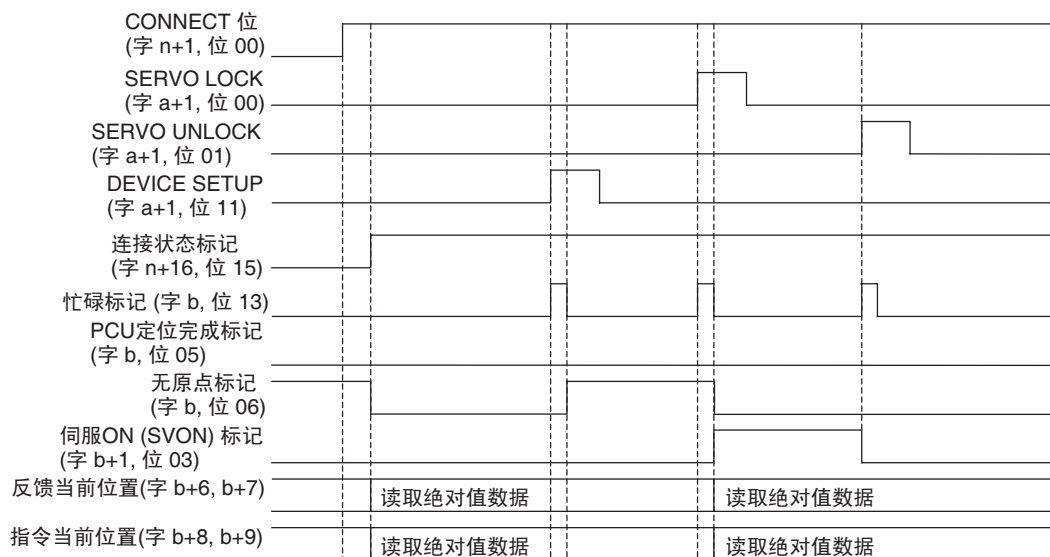 CONNECT 位
(字 n+1, 位 00)
SERVO LOCK
(字 a+1, 位 00)
SERVO UNLOCK
(字 a+1, 位 01)
DEVICE SETUP
(字 a+1, 位 11)
连接状态标记
(字 n+16, 位 15)
忙碌标记 (字 b, 位 13)
PCU定位完成标记
(字 b, 位 05)
无原点标记
(字 b, 位 06)
伺服ON (SVON) 标记
(字 b+1, 位 03)
反馈当前位置(字 b+6, b+7)
读取绝对值数据
读取绝对值数据
指令当前位置(字 b+8, b+9)
读取绝对值数据
读取绝对值数据